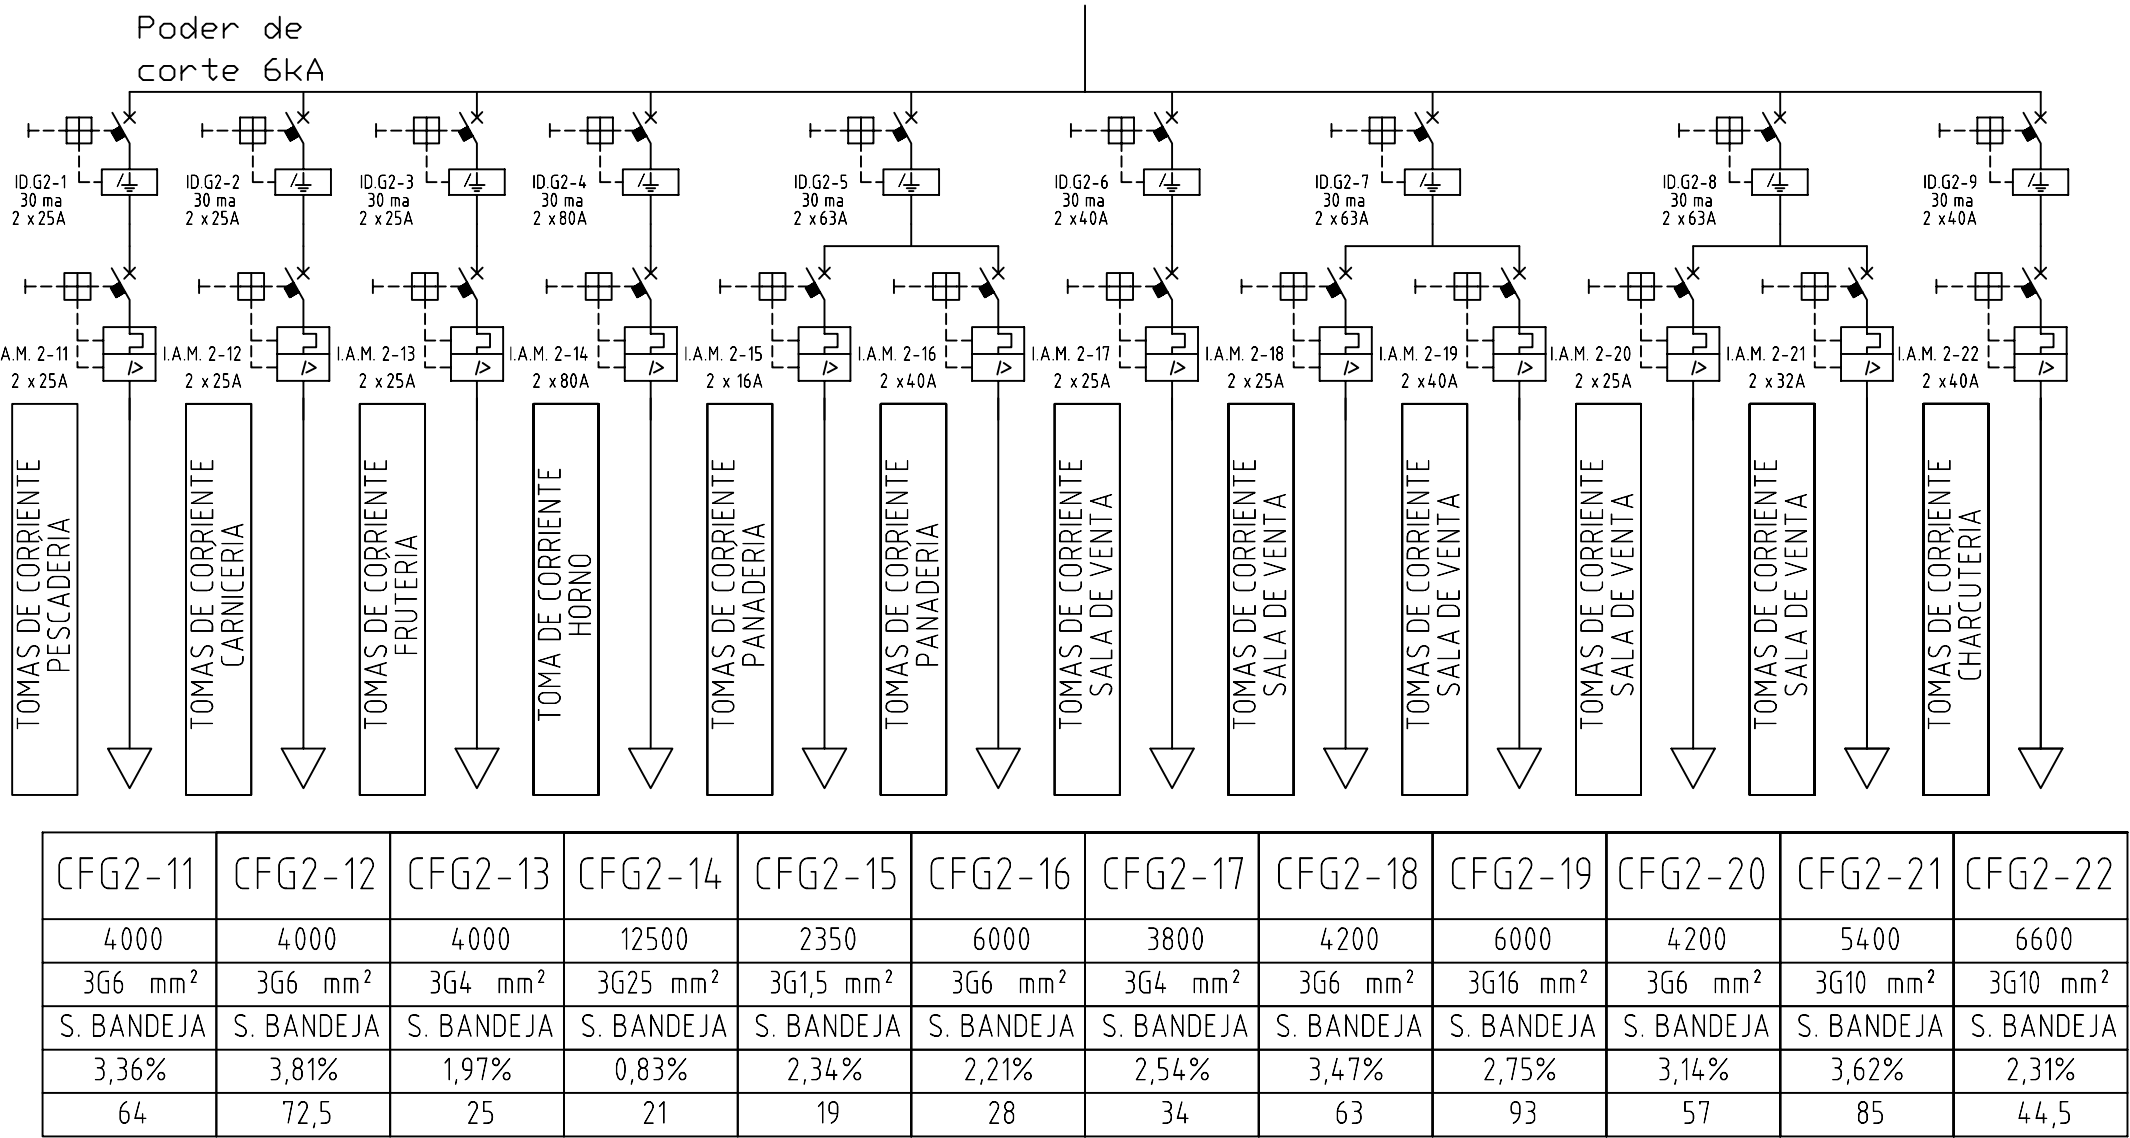 Poder de
corte 6kA
ID.G2-1
30 ma
2 x25A
ID.G2-2
30 ma
2 x25A
ID.G2-3
30 ma
2 x25A
ID.G2-4
30 ma
2 x80A
ID.G2-5
30 ma
2 x63A
ID.G2-6
30 ma
2 x40A
ID.G2-7
30 ma
2 x63A
ID.G2-8
30 ma
2 x63A
ID.G2-9
30 ma
2 x40A
A.M. 2-11
2 x25A
I.A.M. 2-12
2 x25A
I.A.M. 2-13
2 x25A
I.A.M. 2-14
2 x80A
I.A.M. 2-15
2 x 16A
I.A.M. 2-16
2 x40A
I.A.M. 2-17
2 x25A
I.A.M. 2-18
2 x25A
I.A.M. 2-19
2 x40A
I.A.M. 2-20
2 x25A
I.A.M. 2-21
2 x32A
I.A.M. 2-22
2 x40A
I>
I>
I>
I>
I>
I>
I>
I>
I>
I>
I>
I>
TOMAS DE CORRIENTE
PESCADERIA
TOMAS DE CORRIENTE
CARNICERIA
TOMAS DE CORRIENTE
FRUTERIA
TOMA DE CORRIENTE
HORNO
TOMAS DE CORRIENTE
PANADERIA
TOMAS DE CORRIENTE
PANADERIA
TOMAS DE CORRIENTE
SALA DE VENTA
TOMAS DE CORRIENTE
SALA DE VENTA
TOMAS DE CORRIENTE
SALA DE VENTA
TOMAS DE CORRIENTE
SALA DE VENTA
TOMAS DE CORRIENTE
SALA DE VENTA
TOMAS DE CORRIENTE
CHARCUTERIA
CFG2-11 CFG2-12 CFG2-13 CFG2-14 CFG2-15 CFG2-16 CFG2-17 CFG2-18 CFG2-19 CFG2-20 CFG2-21 CFG2-22
4000 4000 4000 12500 2350 6000 3800 4200 6000 4200 5400 6600
3G6 mm² 3G6 mm² 3G4 mm² 3G25 mm² 3G1,5 mm² 3G6 mm² 3G4 mm² 3G6 mm² 3G16 mm² 3G6 mm² 3G10 mm² 3G10 mm²
S. BANDEJA S. BANDEJA S. BANDEJA S. BANDEJA S. BANDEJA S. BANDEJA S. BANDEJA S. BANDEJA S. BANDEJA S. BANDEJA S. BANDEJA S. BANDEJA
3,36% 3,81% 1,97% 0,83% 2,34% 2,21% 2,54% 3,47% 2,75% 3,14% 3,62% 2,31%
64 72,5 25 21 19 28 34 63 93 57 85 44,5